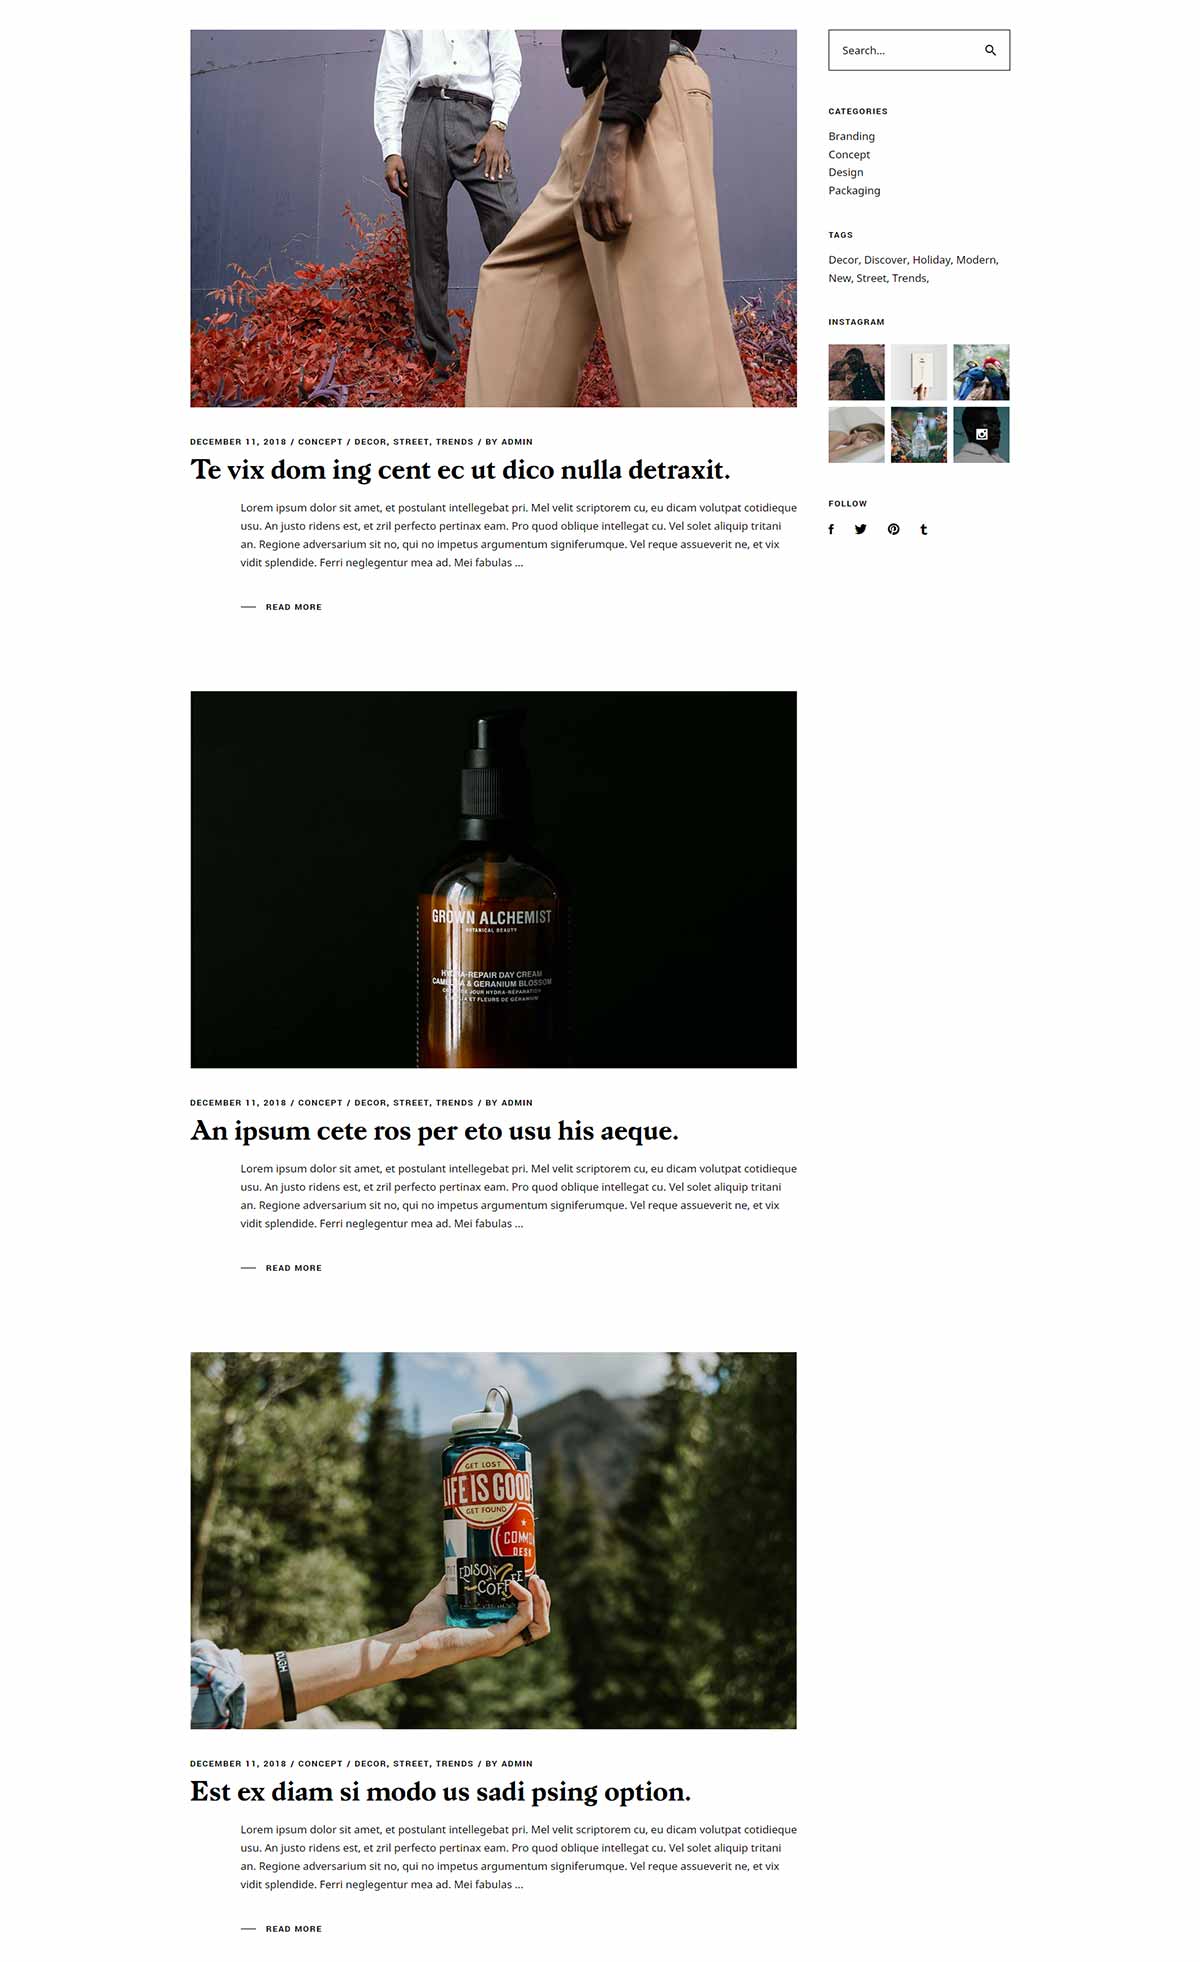 Search...
CATEGORIES
Branding
Concept
Design
Packaging
TAGS
Decor, Discover, Holiday, Modern,
New, Street, Trends,
INSTAGRAM
FOLLOW
DECEMBER 11, 2018 / CONCEPT / DECOR, STREET, TRENDS / BY ADMIN
Te vix dom ing cent ec ut dico nulla detraxit.
Lorem ipsum dolor sit amet, et postulant intellegebat pri. Mel velit scriptorem cu, eu dicam volutpat cotidieque
usu. An justo ridens est, et zril perfecto pertinax eam. Pro quod oblique intellegat cu. Vel solet aliquip tritani
an. Regione adversarium sit no, qui no impetus argumentum signiferumque. Vel reque assueverit ne, et vix
vidit splendide. Ferri neglegentur mea ad. Mei fabulas ...
READ MORE
GROWN ALCHEMIST
BOTANICAL BEAUTY
-REPAIR DAY CREAM
& GERANIUM BLOSSOM
JOUR HYDRA-RÉPARATION
ET FLEURS DE GÉRANIUM
DECEMBER 11, 2018 / CONCEPT / DECOR, STREET, TRENDS / BY ADMIN
An ipsum cete ros per eto usu his aeque.
Lorem ipsum dolor sit amet, et postulant intellegebat pri. Mel velit scriptorem cu, eu dicam volutpat cotidieque
usu. An justo ridens est, et zril perfecto pertinax eam. Pro quod oblique intellegat cu. Vel solet aliquip tritani
an. Regione adversarium sit no, qui no impetus argumentum signiferumque. Vel reque assueverit ne, et vix
vidit splendide. Ferri neglegentur mea ad. Mei fabulas ...
READ MORE
GET LOST
LIFE IS GOOD
GET FOUND
COMMON
DESK
EDISON
COFFEE
DECEMBER 11, 2018 / CONCEPT / DECOR, STREET, TRENDS / BY ADMIN
Est ex diam si modo us sadi psing option.
Lorem ipsum dolor sit amet, et postulant intellegebat pri. Mel velit scriptorem cu, eu dicam volutpat cotidieque
usu. An justo ridens est, et zril perfecto pertinax eam. Pro quod oblique intellegat cu. Vel solet aliquip tritani
an. Regione adversarium sit no, qui no impetus argumentum signiferumque. Vel reque assueverit ne, et vix
vidit splendide. Ferri neglegentur mea ad. Mei fabulas ...
READ MORE